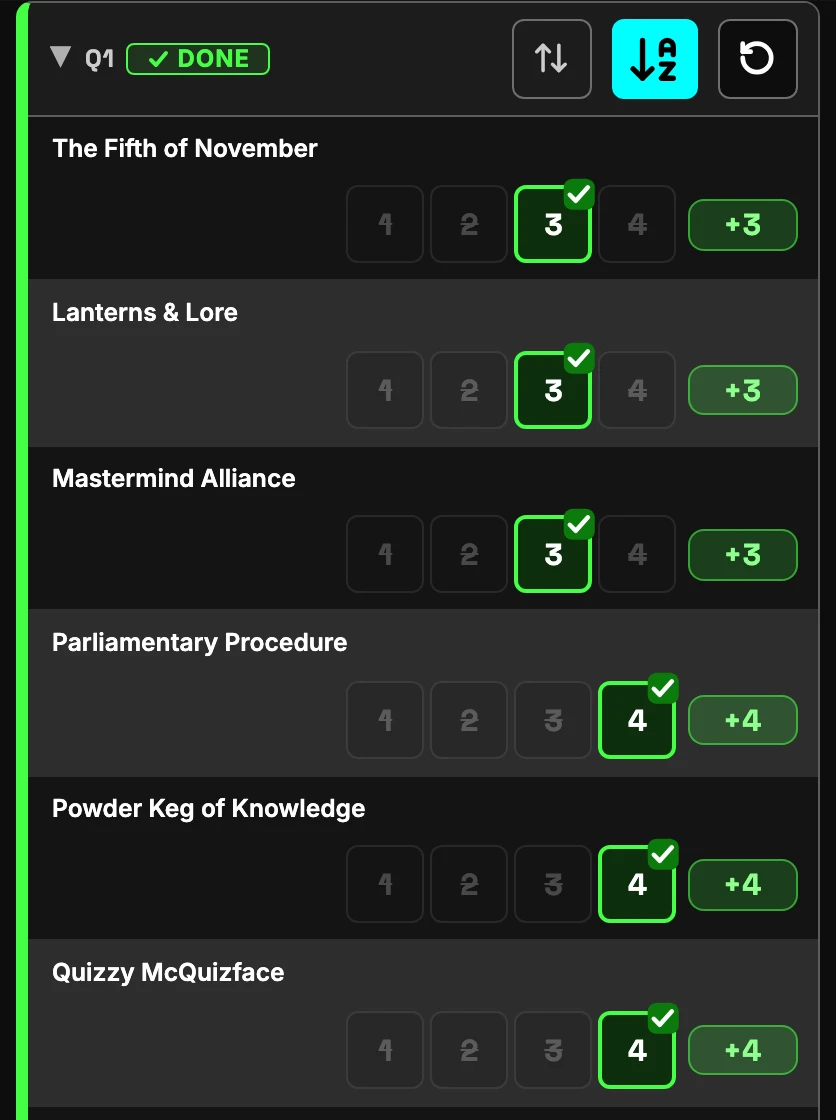 ▼ Q1 ✓ DONE ↑↓ ↓AZ
The Fifth of November
1 2 3 4 +3
Lanterns & Lore
1 2 3 4 +3
Mastermind Alliance
1 2 3 4 +3
Parliamentary Procedure
1 2 3 4 +4
Powder Keg of Knowledge
1 2 3 4 +4
Quizzy McQuizface
1 2 3 4 +4